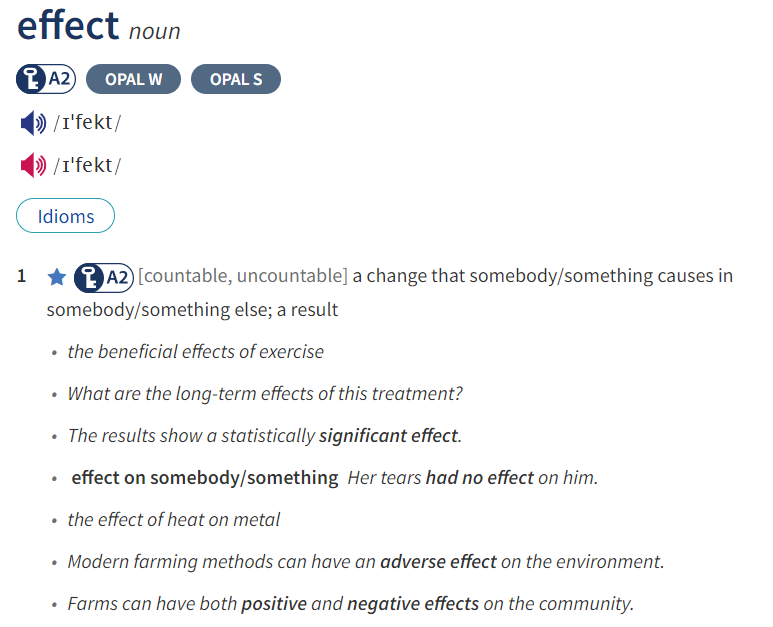 effect noun
A2 OPAL W OPAL S
/ɪˈfekt/
/ɪˈfekt/
Idioms
1 A2 [countable, uncountable] a change that somebody/something causes in
somebody/something else; a result
• the beneficial effects of exercise
• What are the long-term effects of this treatment?
• The results show a statistically significant effect.
• effect on somebody/something Her tears had no effect on him.
• the effect of heat on metal
• Modern farming methods can have an adverse effect on the environment.
• Farms can have both positive and negative effects on the community.